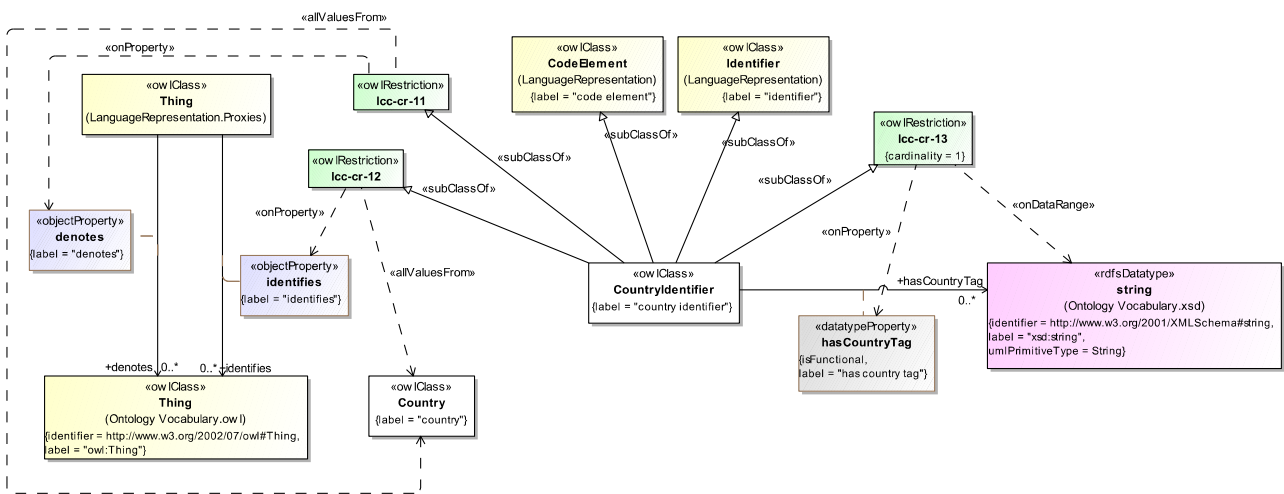 «allValuesFrom»
«onProperty»
«owlClass»
Thing
(LanguageRepresentation.Proxies)
«owlRestriction»
lcc-cr-11
«owlClass»
CodeElement
(LanguageRepresentation)
{label = "code element"}
«owlClass»
Identifier
(LanguageRepresentation)
{label = "identifier"}
«owlRestriction»
lcc-cr-13
{cardinality = 1}
«owlRestriction»
lcc-cr-12
«subClassOf»
«subClassOf»
«subClassOf»
«subClassOf»
«subClassOf»
«onProperty»
«onDataRange»
«objectProperty»
denotes
{label = "denotes"}
«onProperty»
«objectProperty»
identifies
{label = "identifies"}
«allValuesFrom»
«owlClass»
CountryIdentifier
{label = "country identifier"}
+hasCountryTag
0..*
«rdfsDatatype»
string
(Ontology Vocabulary.xsd)
{identifier = http://www.w3.org/2001/XMLSchema#string,
label = "xsd:string",
umlPrimitiveType = String}
«datatypeProperty»
hasCountryTag
{isFunctional,
label = "has country tag"}
+denotes 0..*
0..* +identifies
«owlClass»
Thing
(Ontology Vocabulary.owl)
{identifier = http://www.w3.org/2002/07/owl#Thing,
label = "owl:Thing"}
«owlClass»
Country
{label = "country"}